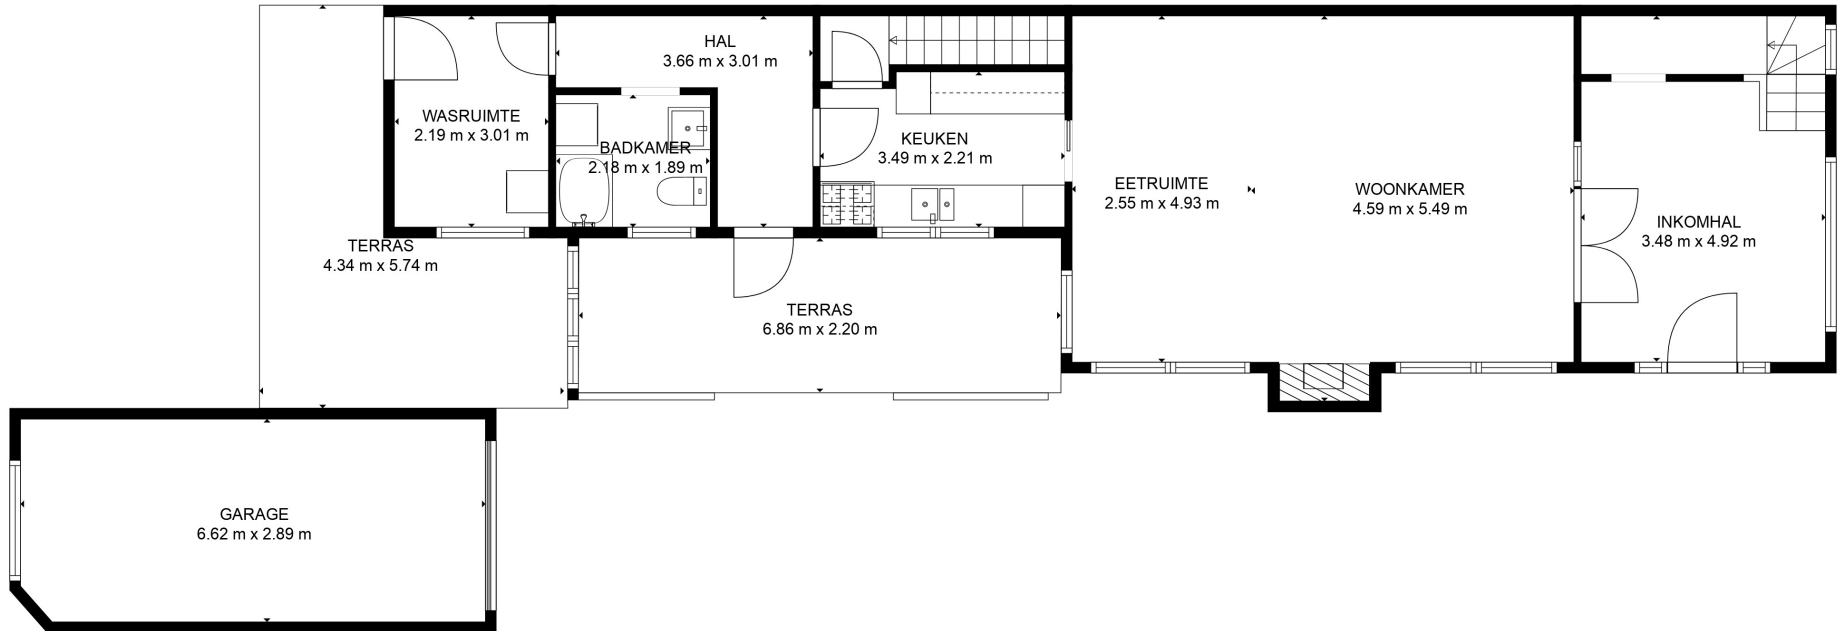 HAL
3.66 m x 3.01 m
WASRUIMTE
2.19 m x 3.01 m
BADKAMER
2.18 m x 1.89 m
KEUKEN
3.49 m x 2.21 m
EETRUIMTE
2.55 m x 4.93 m
WOONKAMER
4.59 m x 5.49 m
INKOMHAL
3.48 m x 4.92 m
TERRAS
4.34 m x 5.74 m
TERRAS
6.86 m x 2.20 m
GARAGE
6.62 m x 2.89 m